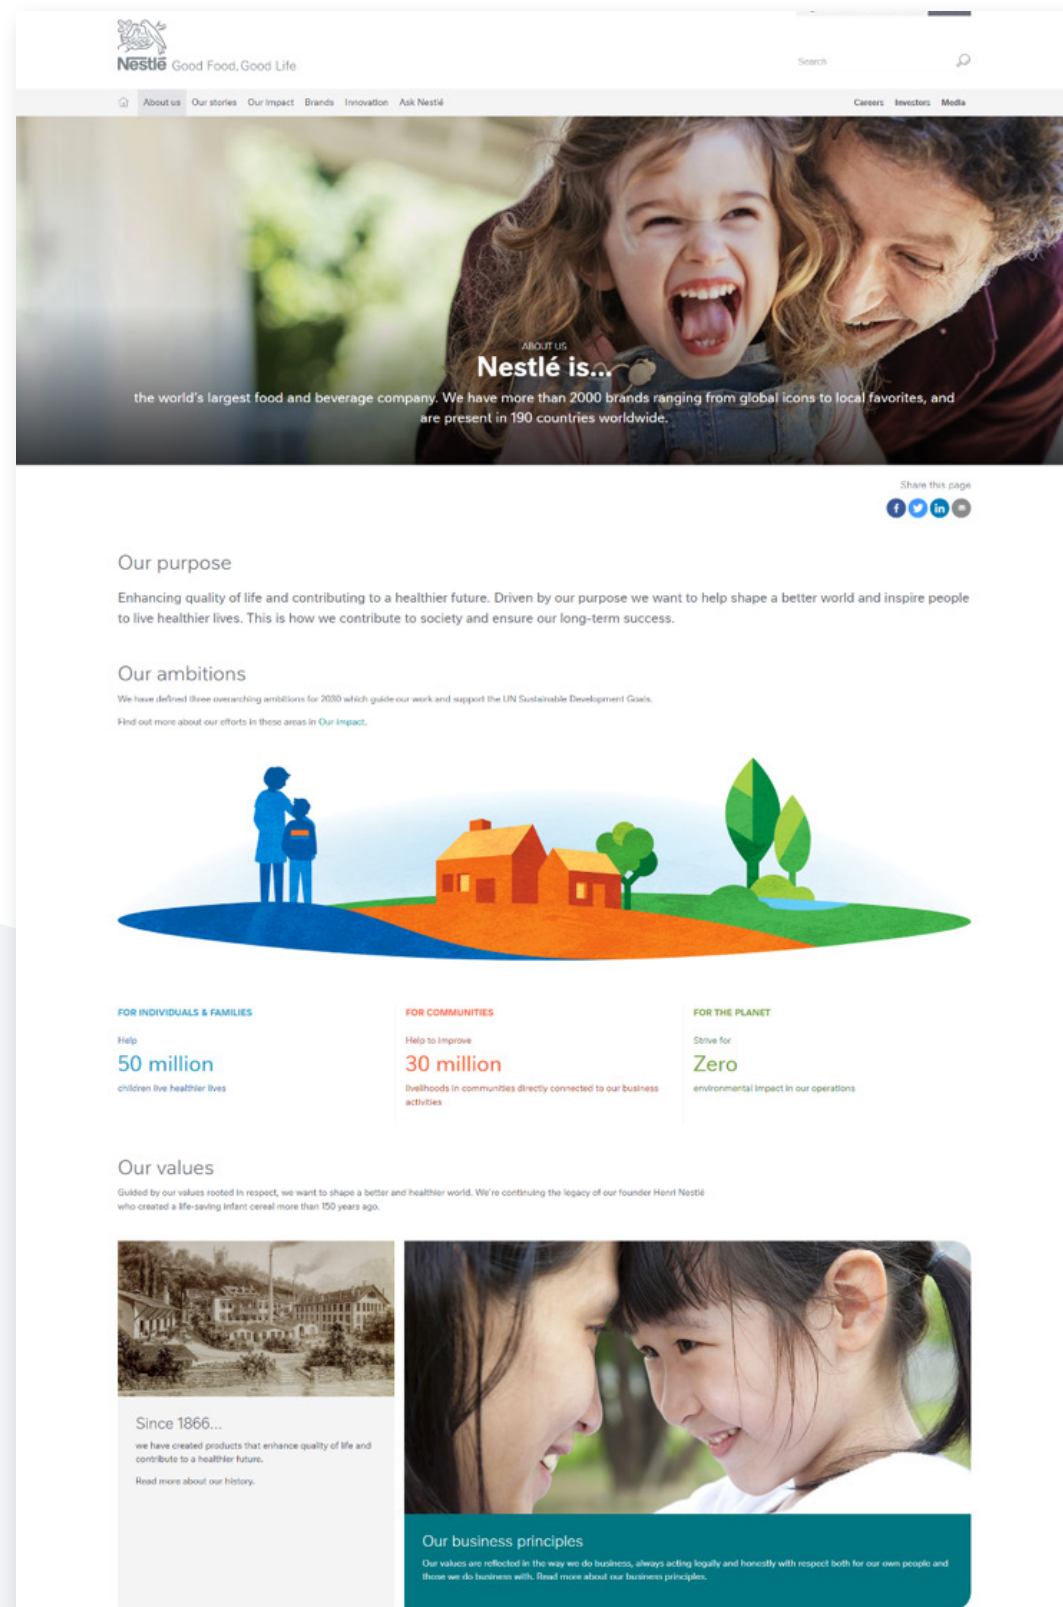 Nestlé Good Food, Good Life
Search
About us Our stories Our Impact Brands Innovation Ask Nestlé Careers Investors Media
ABOUT US
Nestlé is...
the world's largest food and beverage company. We have more than 2000 brands ranging from global icons to local favorites, and
are present in 190 countries worldwide.
Share this page
Our purpose
Enhancing quality of life and contributing to a healthier future. Driven by our purpose we want to help shape a better world and inspire people
to live healthier lives. This is how we contribute to society and ensure our long-term success.
Our ambitions
We have defined three overarching ambitions for 2030 which guide our work and support the UN Sustainable Development Goals.
Find out more about our efforts in these areas in Our Impact.
FOR INDIVIDUALS & FAMILIES
Help
50 million
children live healthier lives
FOR COMMUNITIES
Help to Improve
30 million
livelihoods in communities directly connected to our business
activities
FOR THE PLANET
Strive for
Zero
environmental impact in our operations
Our values
Guided by our values rooted in respect, we want to shape a better and healthier world. We're continuing the legacy of our founder Henri Nestlé
who created a life-saving infant cereal more than 150 years ago.
Since 1866...
we have created products that enhance quality of life and
contribute to a healthier future.
Read more about our history.
Our business principles
Our values are reflected in the way we do business, always acting legally and honestly with respect both for our own people and
those we do business with. Read more about our business principles.